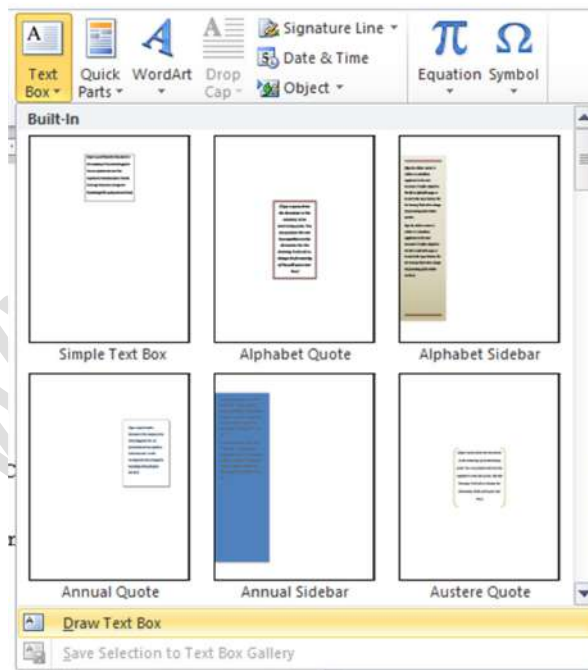 Signature Line
Date & Time
Object
Text Box
Quick Parts
WordArt
Drop Cap
Equation
Symbol
Built-In
Simple Text Box
Alphabet Quote
Alphabet Sidebar
Annual Quote
Annual Sidebar
Austere Quote
Draw Text Box
Save Selection to Text Box Gallery